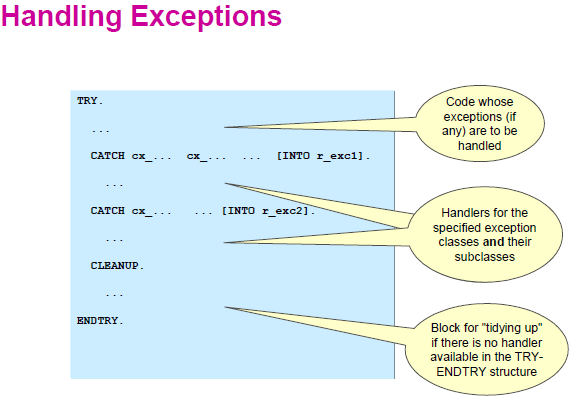 Handling Exceptions
TRY.
...
CATCH cx_... cx_... ... [INTO r_exc1].
...
CATCH cx_... ... [INTO r_exc2].
...
CLEANUP.
...
ENDTRY.
Code whose
exceptions (if
any) are to be
handled
Handlers for the
specified exception
classes and their
subclasses
Block for "tidying up"
if there is no handler
available in the TRY-
ENDTRY structure